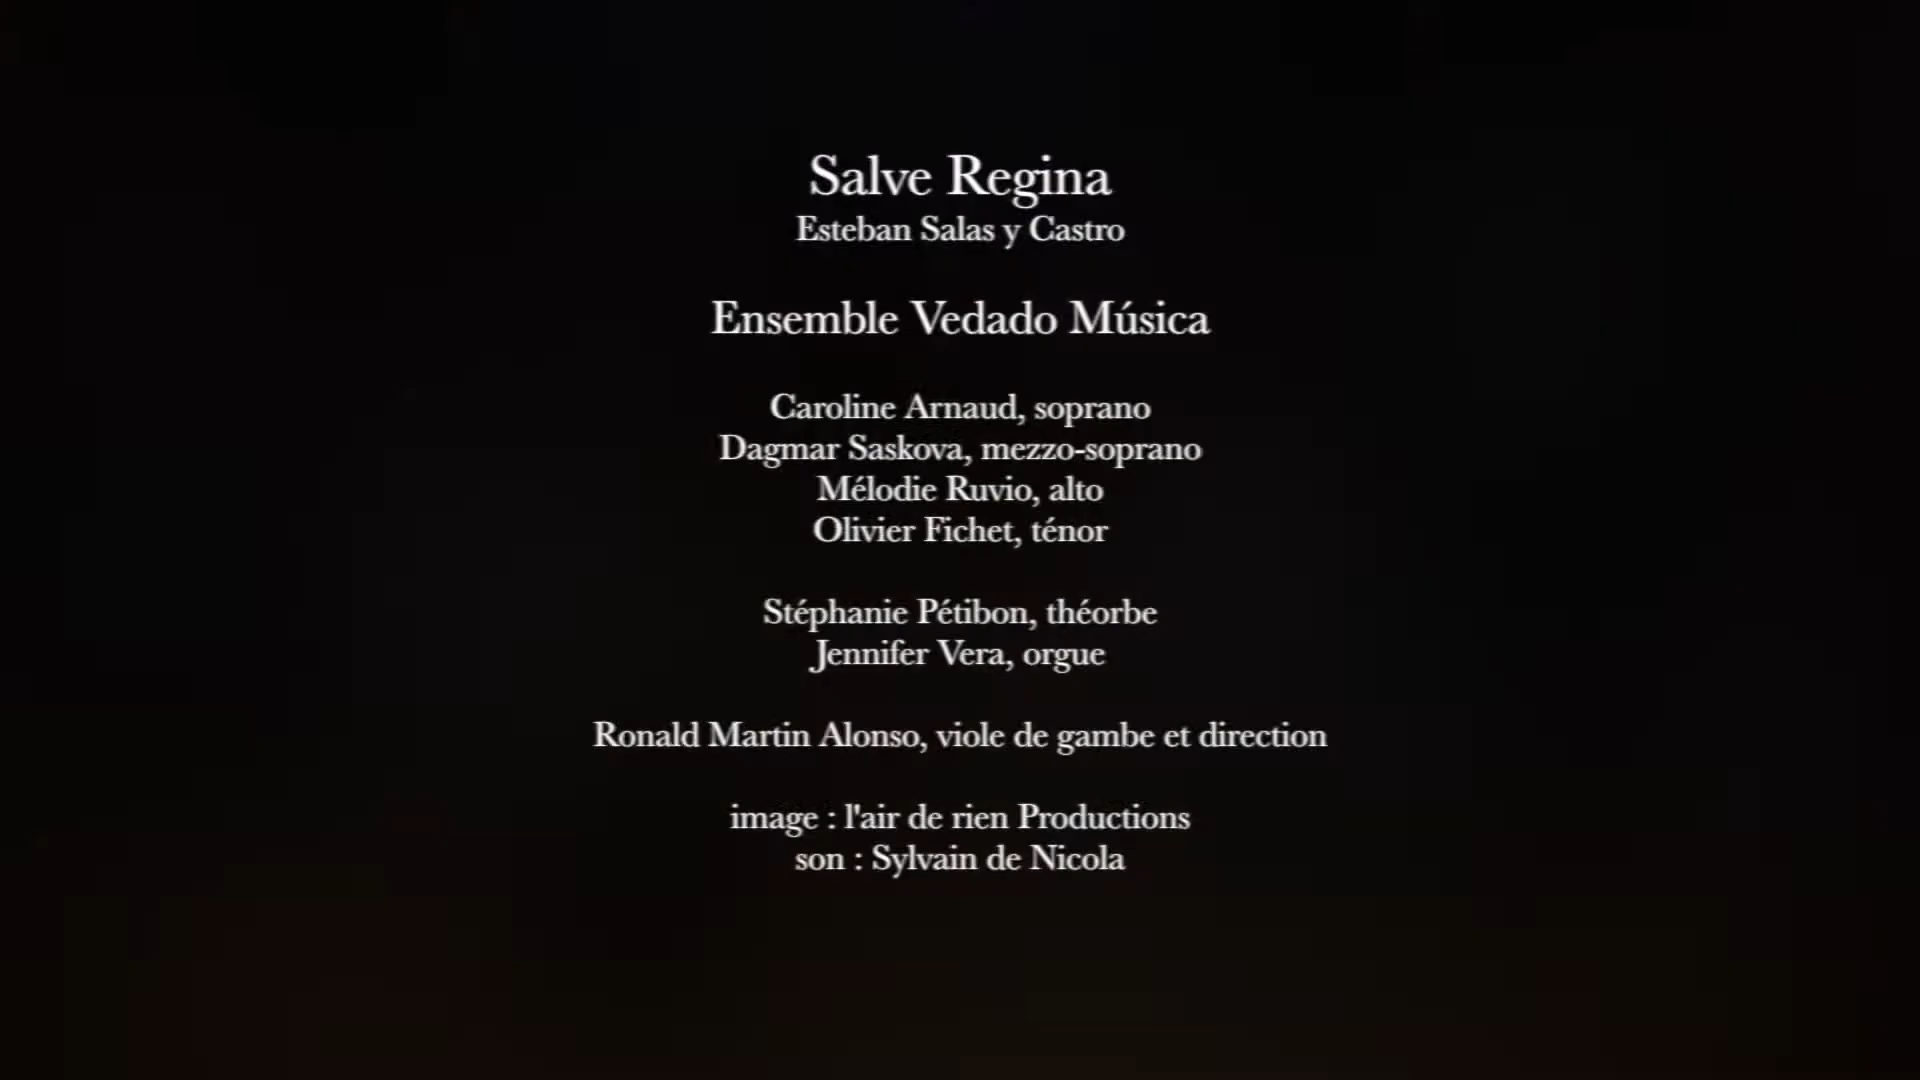 Salve Regina
Esteban Salas y Castro
Ensemble Vedado Música
Caroline Arnaud, soprano
Dagmar Saskova, mezzo-soprano
Mélodie Ruvio, alto
Olivier Fichet, ténor
Stéphanie Pétibon, théorbe
Jennifer Vera, orgue
Ronald Martin Alonso, viole de gambe et direction
image : l'air de rien Productions
son : Sylvain de Nicola